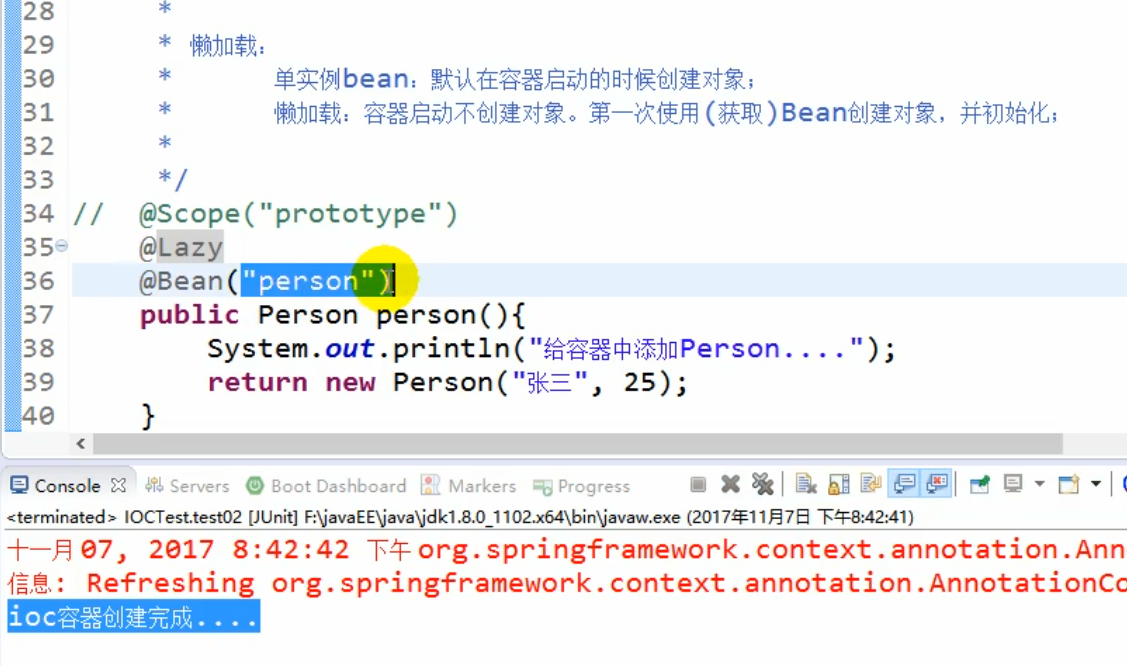 28 *
29 * 懒加载：
30 * 单实例bean：默认在容器启动的时候创建对象；
31 * 懒加载：容器启动不创建对象。第一次使用(获取)Bean创建对象，并初始化；
32 *
33 */
34 // @Scope("prototype")
35 @Lazy
36 @Bean("person")
37 public Person person(){
38 System.out.println("给容器中添加Person....");
39 return new Person("张三", 25);
40 }
Console Servers Boot Dashboard Markers Progress
<terminated> IOCTest.test02 [JUnit] F:\javaEE\java\jdk1.8.0_1102.x64\bin\javaw.exe (2017年11月7日 下午8:42:41)
十一月 07, 2017 8:42:42 下午 org.springframework.context.annotation.Ann
信息: Refreshing org.springframework.context.annotation.AnnotationCo
ioc容器创建完成....